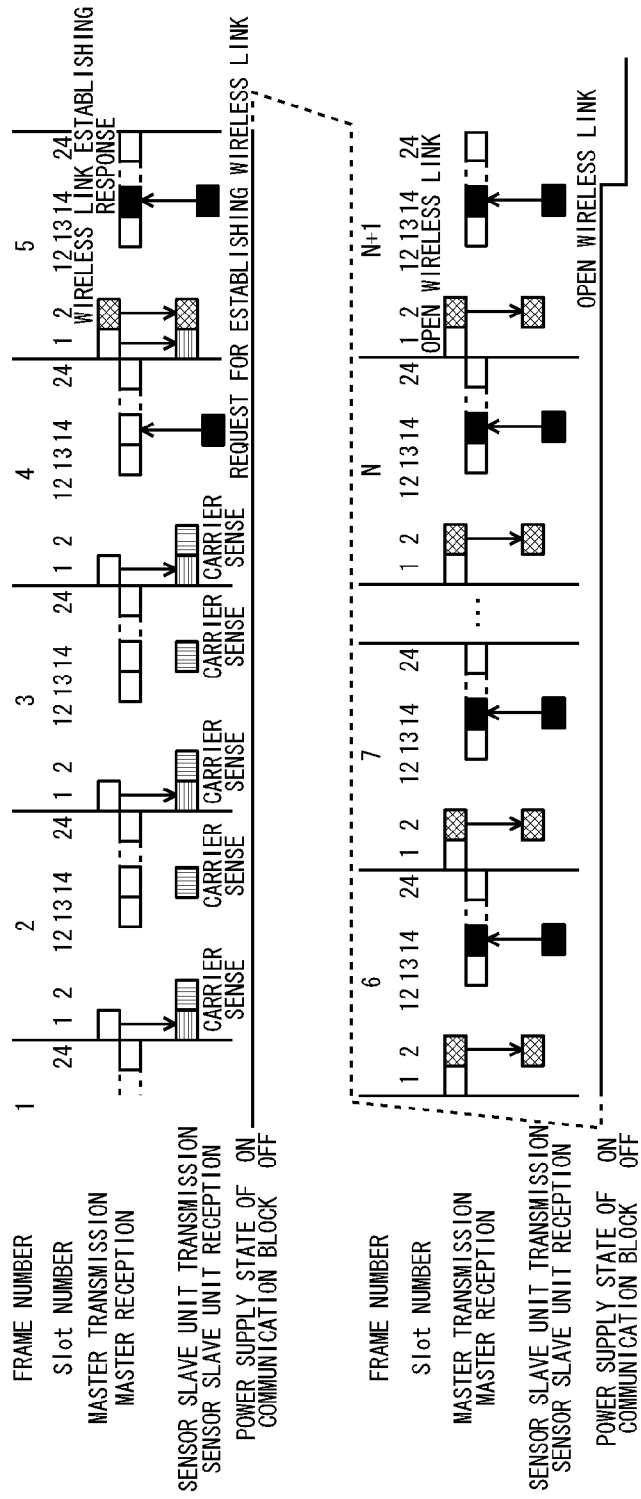 FRAME NUMBER 1 2 3 4 5
Slot NUMBER 24 1 2 12 13 14 24 1 2 12 13 14 24 1 2 12 13 14 24 1 2 12 13 14 24
WIRELESS LINK ESTABLISHING
RESPONSE
MASTER TRANSMISSION
MASTER RECEPTION
SENSOR SLAVE UNIT TRANSMISSION
SENSOR SLAVE UNIT RECEPTION
CARRIER
SENSE
CARRIER
SENSE
CARRIER
SENSE
CARRIER
SENSE
CARRIER
SENSE
REQUEST FOR ESTABLISHING WIRELESS LINK
POWER SUPPLY STATE OF ON
COMMUNICATION BLOCK OFF
FRAME NUMBER 6 7 ... N N+1
Slot NUMBER 1 2 12 13 14 24 1 2 12 13 14 24 1 2 12 13 14 24 1 2 12 13 14 24
OPEN WIRELESS LINK
MASTER TRANSMISSION
MASTER RECEPTION
SENSOR SLAVE UNIT TRANSMISSION
SENSOR SLAVE UNIT RECEPTION
OPEN WIRELESS LINK
POWER SUPPLY STATE OF ON
COMMUNICATION BLOCK OFF